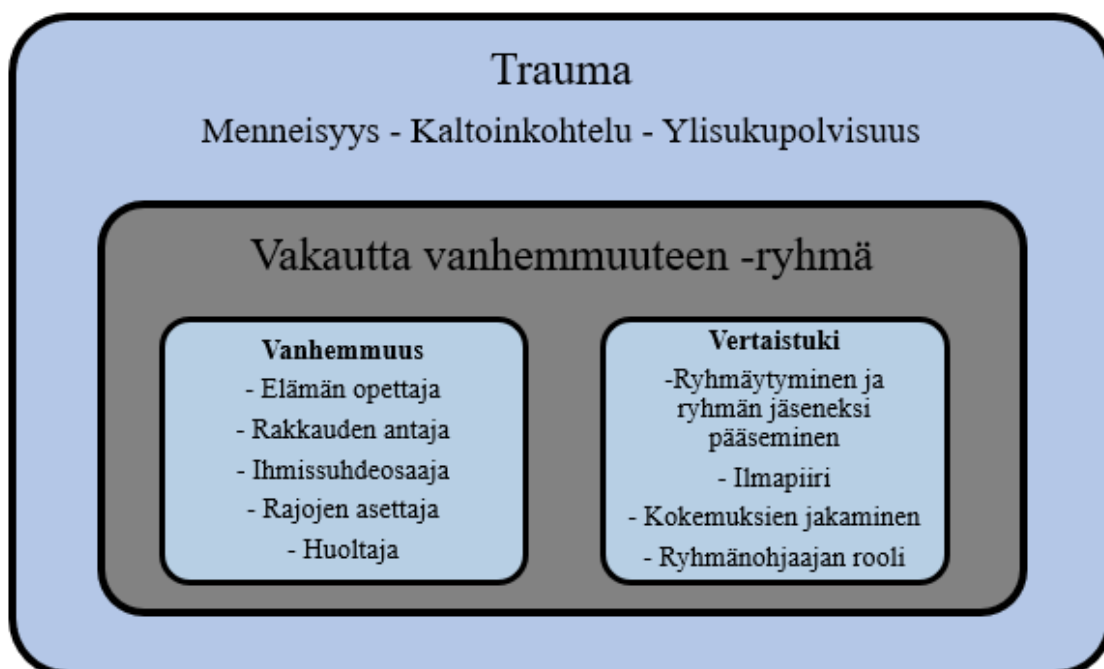 Trauma
Menneisyys - Kaltoinkohtelu - Ylisukupolvisuus
Vakautta vanhemmuuteen -ryhmä
Vanhemmuus
- Elämän opettaja
- Rakkauden antaja
- Ihmissuhdeosaaja
- Rajojen asettaja
- Huoltaja
Vertaistuki
-Ryhmäytyminen ja
ryhmän jäseneksi
pääseminen
- Ilmapiiri
- Kokemuksien jakaminen
- Ryhmänohjaajan rooli